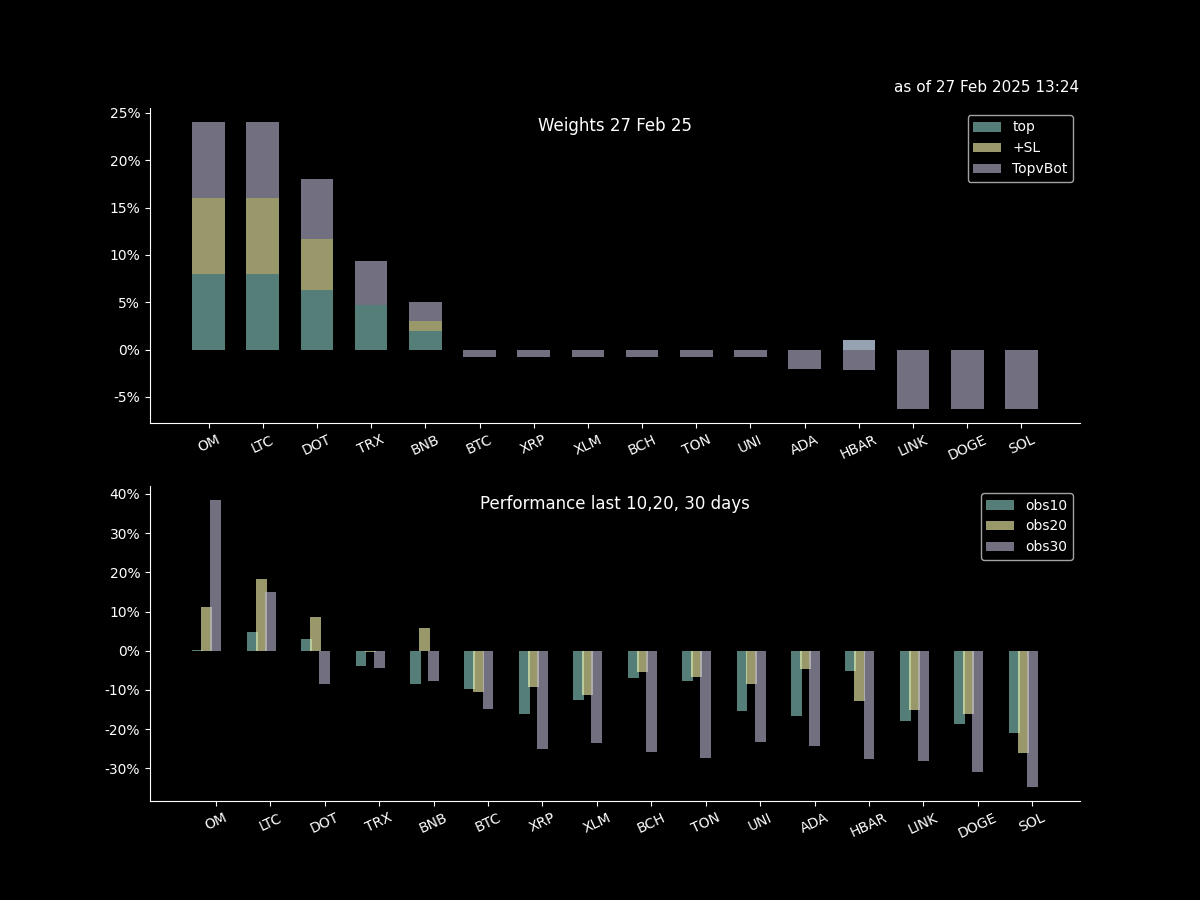 as of 27 Feb 2025 13:24
Weights 27 Feb 25
top
+SL
TopvBot
25%
20%
15%
10%
5%
0%
-5%
OM LTC DOT TRX BNB BTC XRP XLM BCH TON UNI ADA HBAR LINK DOGE SOL
Performance last 10,20, 30 days
obs10
obs20
obs30
40%
30%
20%
10%
0%
-10%
-20%
-30%
OM LTC DOT TRX BNB BTC XRP XLM BCH TON UNI ADA HBAR LINK DOGE SOL